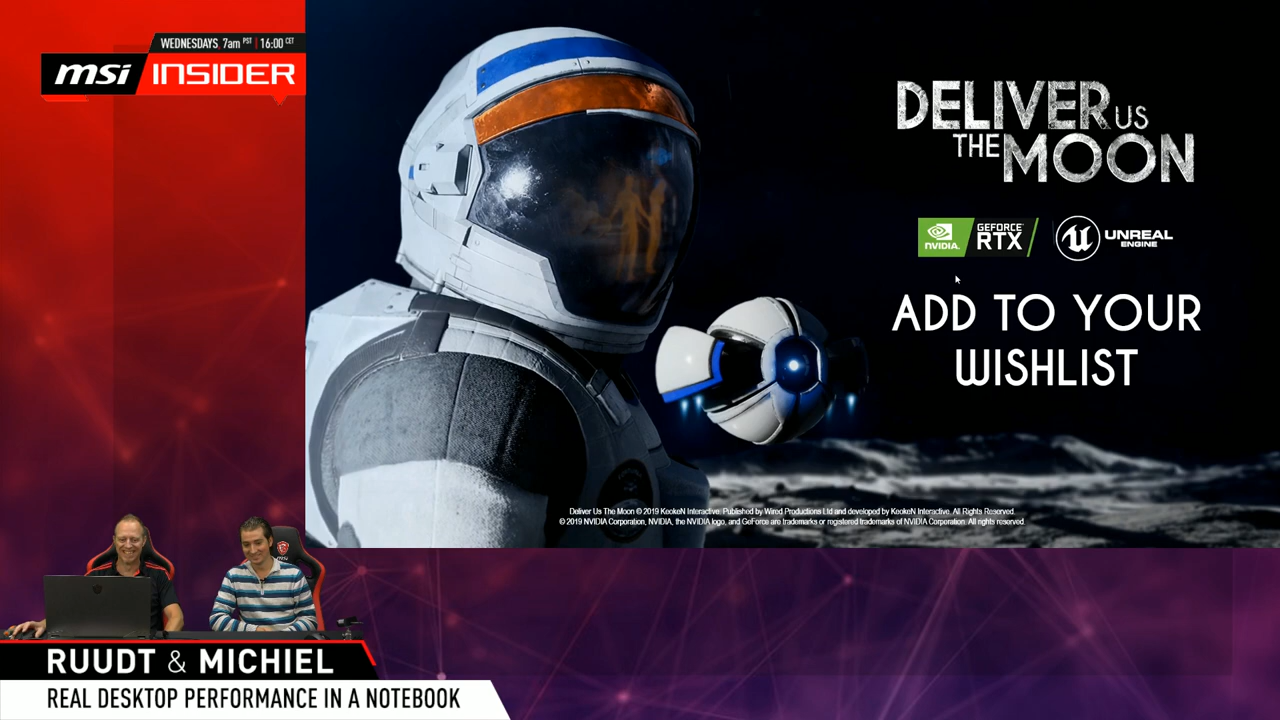 WEDNESDAYS 7am PST | 16:00 CET
msi INSIDER
DELIVER US
THE MOON
NVIDIA. GEFORCE RTX
UNREAL ENGINE
ADD TO YOUR
WISHLIST
Deliver Us The Moon © 2019 KeokeN Interactive. Published by Wired Productions Ltd and developed by KeokeN Interactive. All Rights Reserved.
© 2019 NVIDIA Corporation, NVIDIA, the NVIDIA logo, and GeForce are trademarks or registered trademarks of NVIDIA Corporation. All rights reserved.
msi
RUUDT & MICHIEL
REAL DESKTOP PERFORMANCE IN A NOTEBOOK